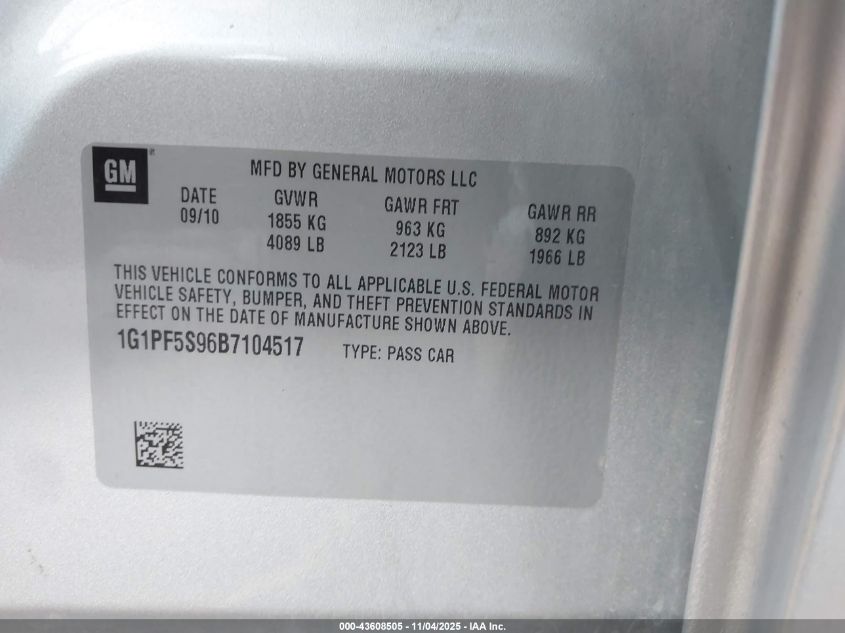 GM
MFD BY GENERAL MOTORS LLC
DATE GVWR GAWR FRT GAWR RR
09/10 1855 KG 963 KG 892 KG
4089 LB 2123 LB 1966 LB
THIS VEHICLE CONFORMS TO ALL APPLICABLE U.S. FEDERAL MOTOR
VEHICLE SAFETY, BUMPER, AND THEFT PREVENTION STANDARDS IN
EFFECT ON THE DATE OF MANUFACTURE SHOWN ABOVE.
1G1PF5S96B7104517 TYPE: PASS CAR
000-43608505 - 11/04/2025 - IAA Inc.